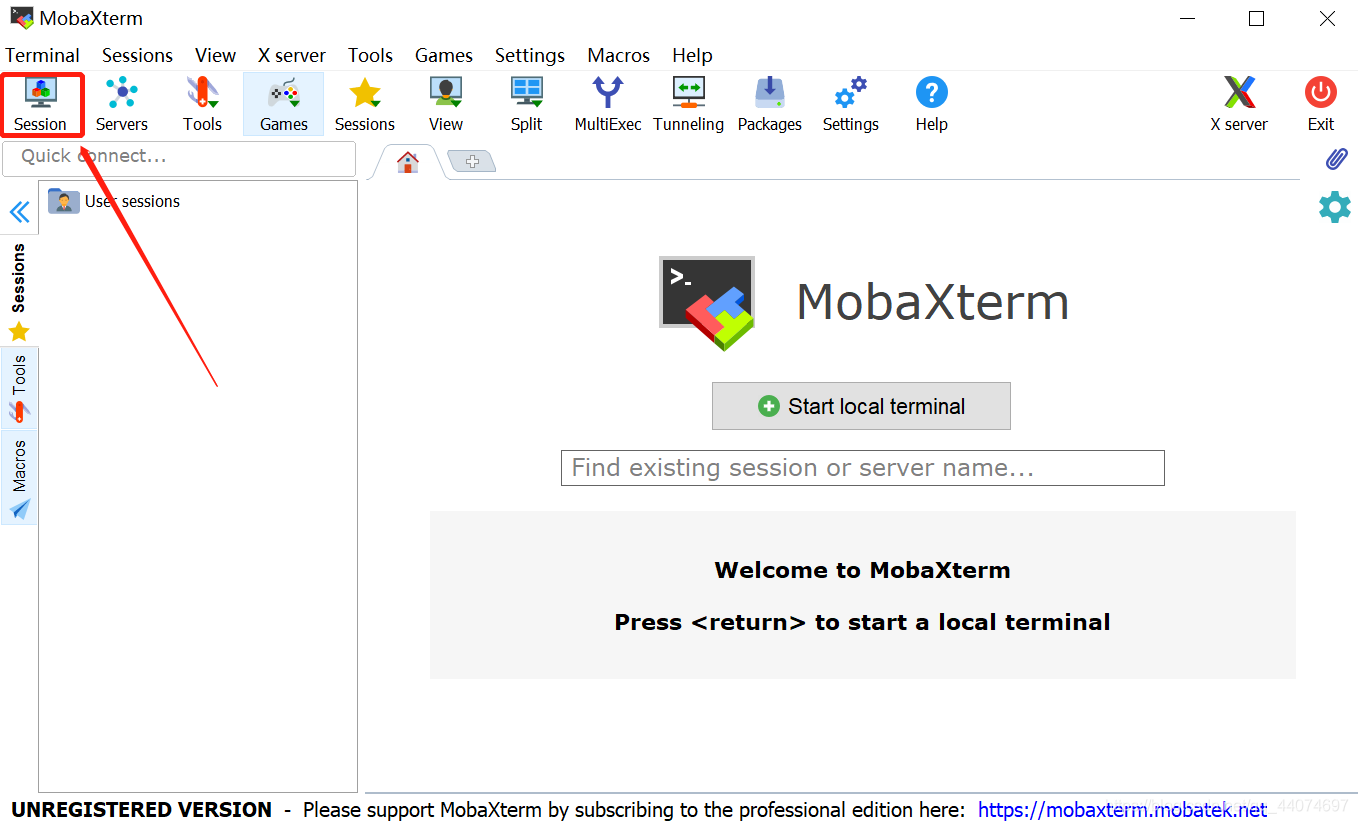 MobaXterm
Terminal Sessions View X server Tools Games Settings Macros Help
Session Servers Tools Games Sessions View Split MultiExec Tunneling Packages Settings Help X server Exit
Quick connect...
User sessions
Sessions
Tools
Macros
>_
MobaXterm
Start local terminal
Find existing session or server name...
Welcome to MobaXterm
Press <return> to start a local terminal
UNREGISTERED VERSION - Please support MobaXterm by subscribing to the professional edition here: https://mobaxterm.mobatek.net
44074697